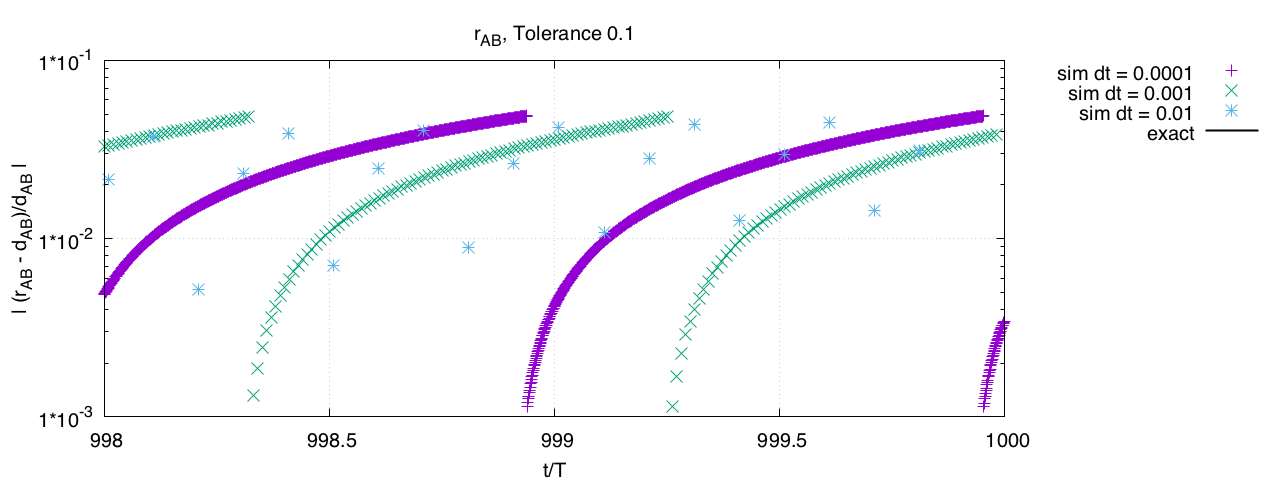 r_AB, Tolerance 0.1
| (r_AB - d_AB)/d_AB |
1*10^-1
1*10^-2
1*10^-3
998
998.5
999
999.5
1000
t/T
sim dt = 0.0001
sim dt = 0.001
sim dt = 0.01
exact